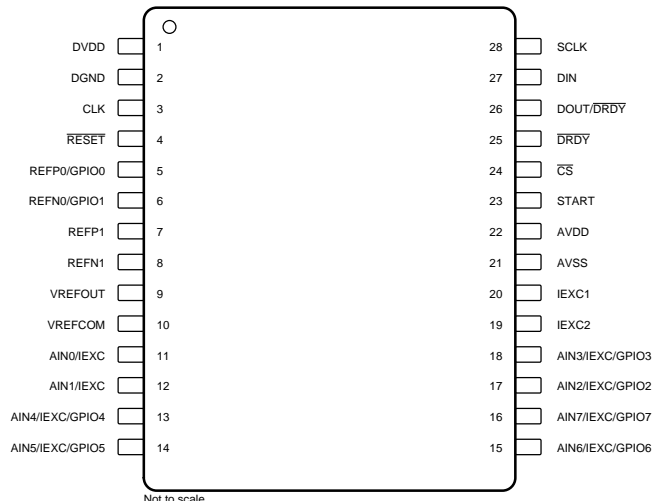 DVDD 1 28 SCLK
DGND 2 27 DIN
CLK 3 26 DOUT/DRDY
RESET 4 25 DRDY
REFP0/GPIO0 5 24 CS
REFN0/GPIO1 6 23 START
REFP1 7 22 AVDD
REFN1 8 21 AVSS
VREFOUT 9 20 IEXC1
VREFCOM 10 19 IEXC2
AIN0/IEXC 11 18 AIN3/IEXC/GPIO3
AIN1/IEXC 12 17 AIN2/IEXC/GPIO2
AIN4/IEXC/GPIO4 13 16 AIN7/IEXC/GPIO7
AIN5/IEXC/GPIO5 14 15 AIN6/IEXC/GPIO6
Not to scale